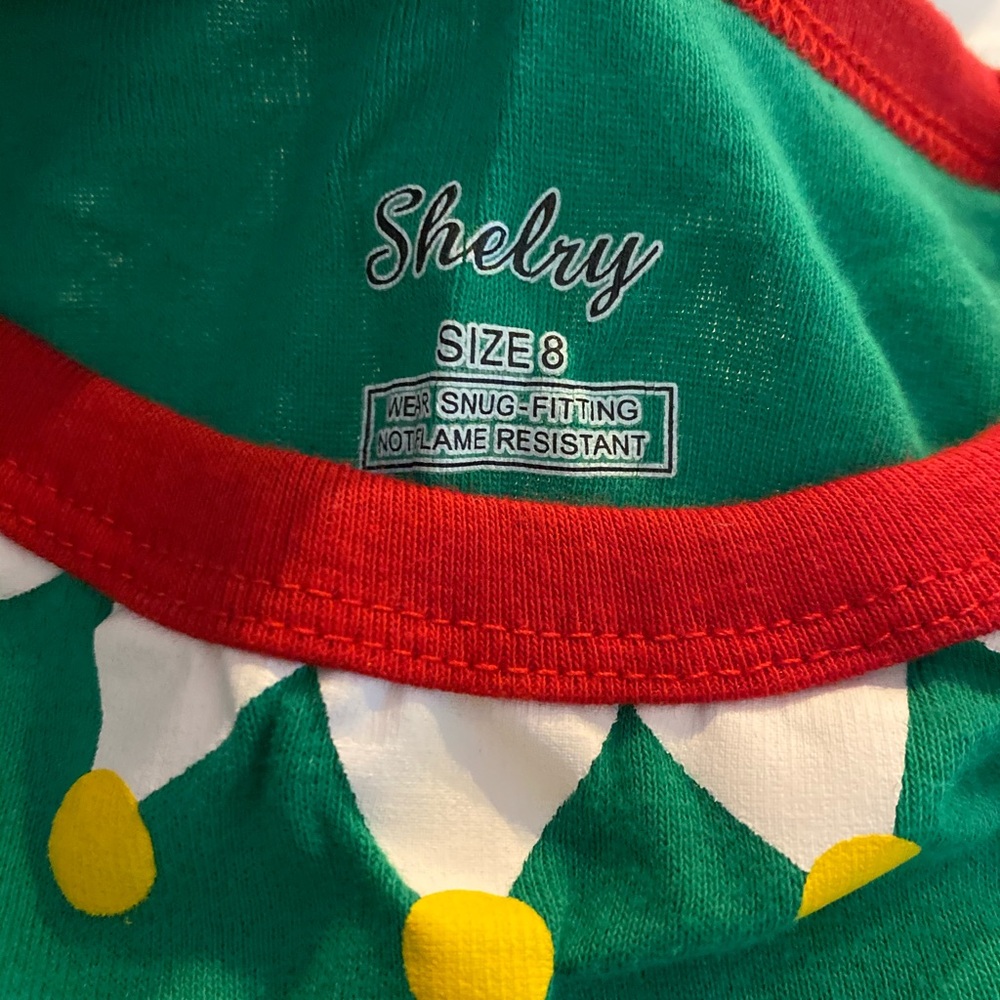 Shelry
SIZE 8
WEAR SNUG-FITTING
NOT FLAME RESISTANT